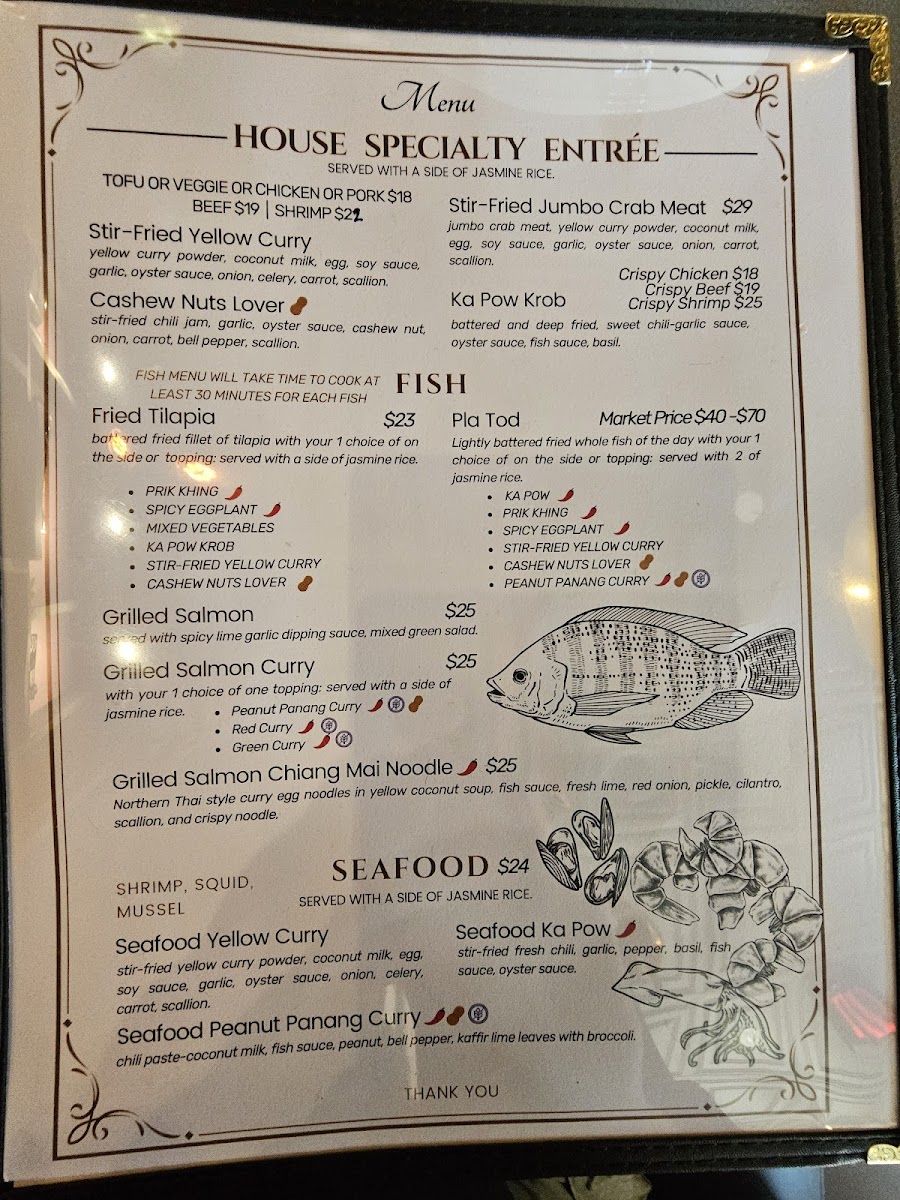 Menu
HOUSE SPECIALTY ENTRÉE
SERVED WITH A SIDE OF JASMINE RICE.
TOFU OR VEGGIE OR CHICKEN OR PORK $18
BEEF $19 | SHRIMP $22
Stir-Fried Yellow Curry
yellow curry powder, coconut milk, egg, soy sauce,
garlic, oyster sauce, onion, celery, carrot, scallion.
Cashew Nuts Lover
stir-fried chili jam, garlic, oyster sauce, cashew nut,
onion, carrot, bell pepper, scallion.
Stir-Fried Jumbo Crab Meat $29
jumbo crab meat, yellow curry powder, coconut milk,
egg, soy sauce, garlic, oyster sauce, onion, carrot,
scallion.
Crispy Chicken $18
Crispy Beef $19
Ka Pow Krob Crispy Shrimp $25
battered and deep fried, sweet chili-garlic sauce,
oyster sauce, fish sauce, basil.
FISH MENU WILL TAKE TIME TO COOK AT
LEAST 30 MINUTES FOR EACH FISH
FISH
Fried Tilapia $23
battered fried fillet of tilapia with your 1 choice of on
the side or topping: served with a side of jasmine rice.
• PRIK KHING
• SPICY EGGPLANT
• MIXED VEGETABLES
• KA POW KROB
• STIR-FRIED YELLOW CURRY
• CASHEW NUTS LOVER
Pla Tod Market Price $40 -$70
Lightly battered fried whole fish of the day with your 1
choice of on the side or topping: served with 2 of
jasmine rice.
• KA POW
• PRIK KHING
• SPICY EGGPLANT
• STIR-FRIED YELLOW CURRY
• CASHEW NUTS LOVER
• PEANUT PANANG CURRY
Grilled Salmon $25
served with spicy lime garlic dipping sauce, mixed green salad.
Grilled Salmon Curry $25
with your 1 choice of one topping: served with a side of
jasmine rice.
• Peanut Panang Curry
• Red Curry
• Green Curry
Grilled Salmon Chiang Mai Noodle $25
Northern Thai style curry egg noodles in yellow coconut soup, fish sauce, fresh lime, red onion, pickle, cilantro,
scallion, and crispy noodle.
SEAFOOD $24
SERVED WITH A SIDE OF JASMINE RICE.
SHRIMP, SQUID,
MUSSEL
Seafood Yellow Curry
stir-fried yellow curry powder, coconut milk, egg,
soy sauce, garlic, oyster sauce, onion, celery,
carrot, scallion.
Seafood Ka Pow
stir-fried fresh chili, garlic, pepper, basil, fish
sauce, oyster sauce.
Seafood Peanut Panang Curry
chili paste-coconut milk, fish sauce, peanut, bell pepper, kaffir lime leaves with broccoli.
THANK YOU